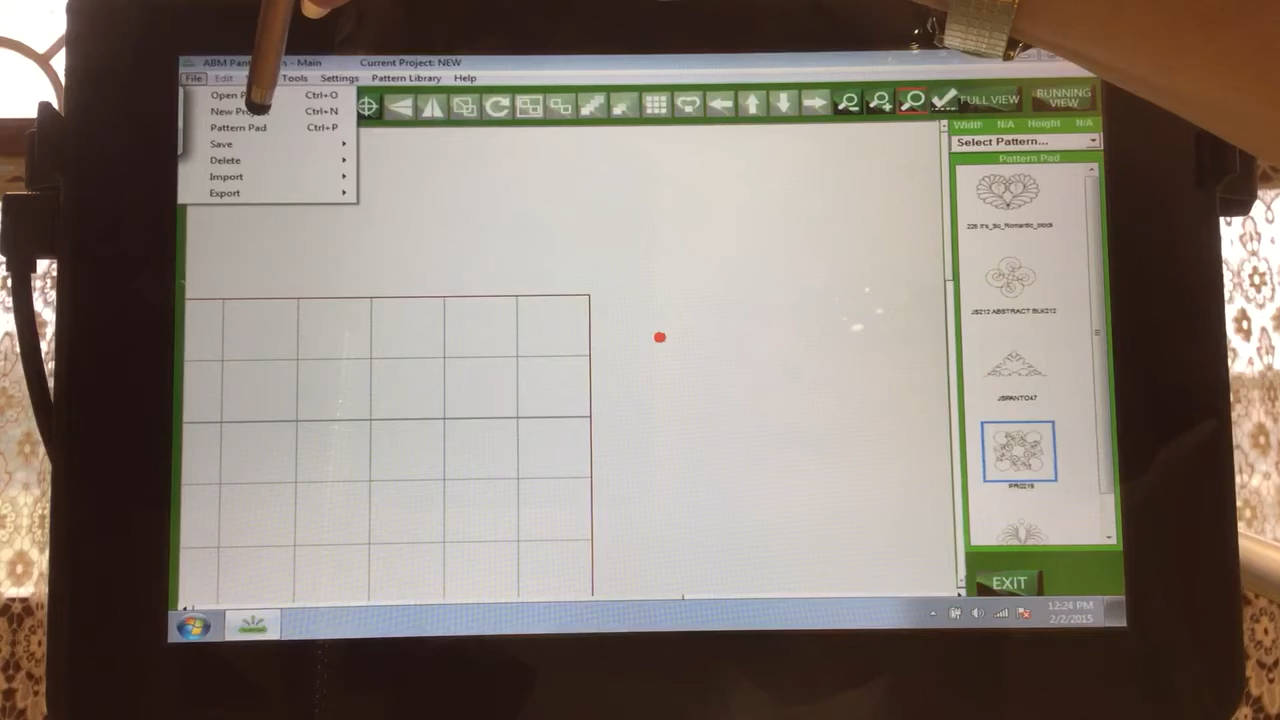 ABM - Main Current Project: NEW
File Edit Tools Settings Pattern Library Help
Open Ctrl+O
New Ctrl+N
Pattern Pad Ctrl+P
Save
Delete
Import
Export
FULL VIEW
RUNNING VIEW
Width N/A Height N/A
Select Pattern...
Pattern Pad
226 It's_So_Romantic_block
JS212 ABSTRACT BLK212
JSPANTO47
EXIT
12:24 PM
2/2/2015